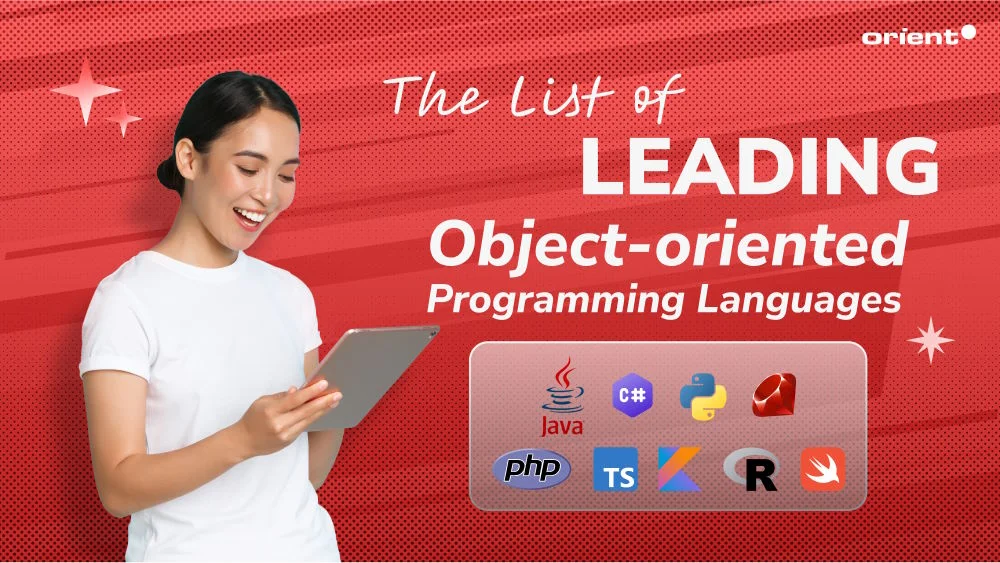 orient
The List of
LEADING
Object-oriented
Programming Languages
Java
C#
php
TS
R